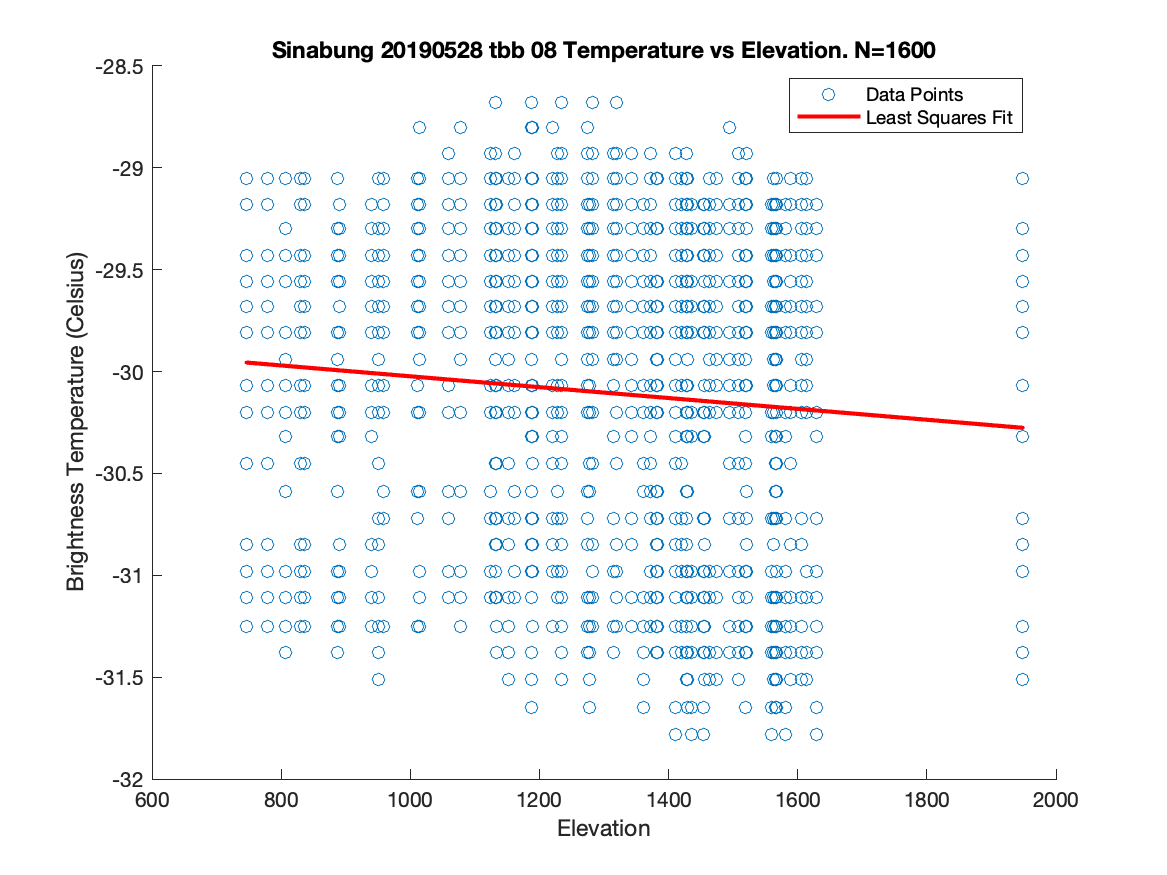 Sinabung 20190528 tbb 08 Temperature vs Elevation. N=1600
Data Points
Least Squares Fit
Brightness Temperature (Celsius)
-28.5
-29
-29.5
-30
-30.5
-31
-31.5
-32
600 800 1000 1200 1400 1600 1800 2000
Elevation